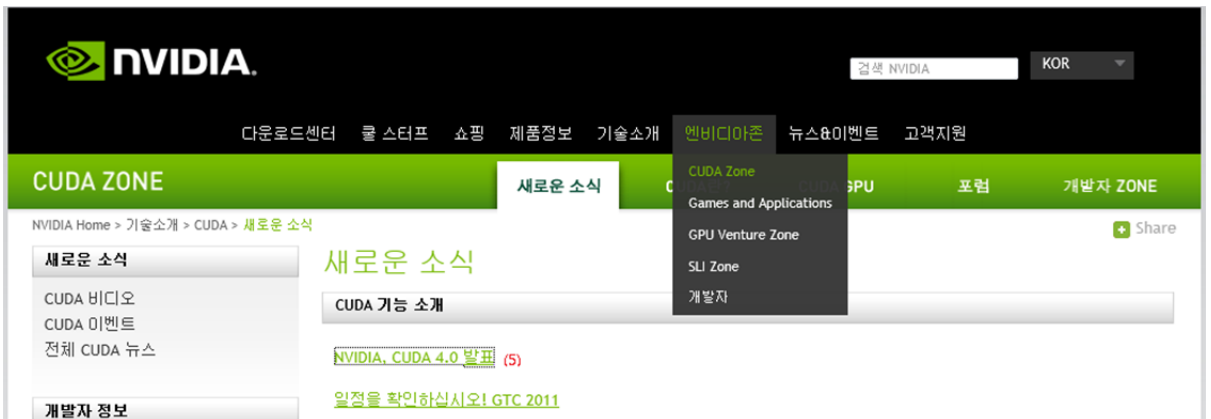 NVIDIA.
검색 NVIDIA
KOR
다운로드센터 쿨 스터프 쇼핑 제품정보 기술소개 엔비디아존 뉴스&이벤트 고객지원
CUDA ZONE
새로운 소식
GPU
포럼
개발자 ZONE
CUDA Zone
Games and Applications
GPU Venture Zone
SLI Zone
개발자
NVIDIA Home > 기술소개 > CUDA > 새로운 소식
Share
새로운 소식
CUDA 비디오
CUDA 이벤트
전체 CUDA 뉴스
개발자 정보
새로운 소식
CUDA 기능 소개
NVIDIA, CUDA 4.0 발표 (5)
일정을 확인하십시오! GTC 2011